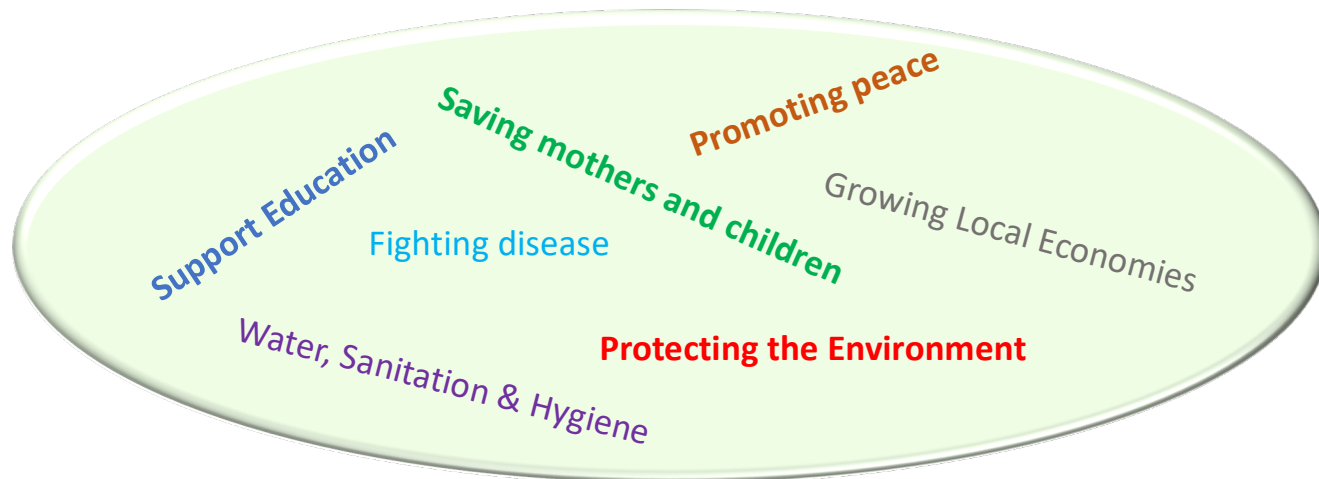 Promoting peace
Saving mothers and children
Support Education
Growing Local Economies
Fighting disease
Water, Sanitation & Hygiene
Protecting the Environment